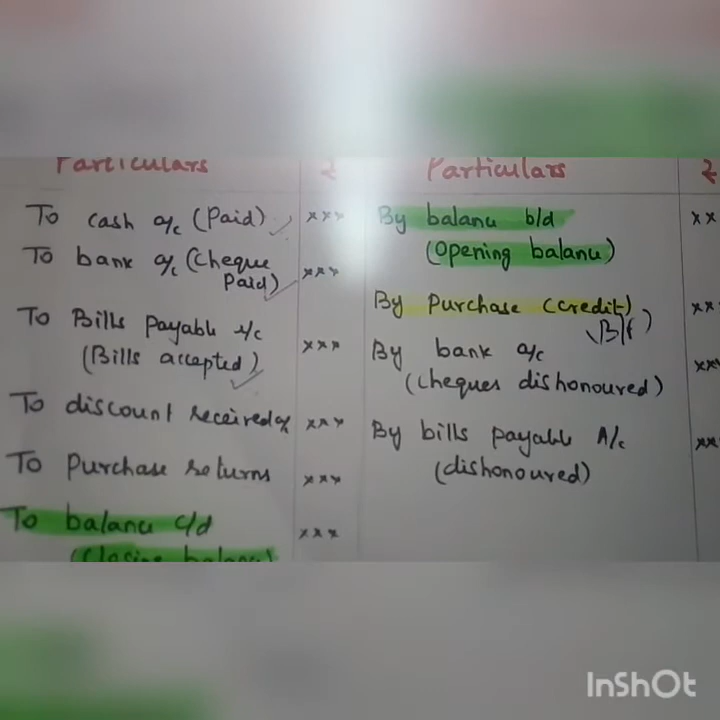 Particulars ₹ Particulars ₹
To cash a/c (Paid) xxx
To bank a/c (Cheque
Paid) xxx
To Bills payable a/c
(Bills accepted) xxx
To discount received a/c xxx
To Purchase returns xxx
To balance c/d xxx
(closing balance)
By balance b/d xx
(Opening balance)
By Purchase (Credit) xx
(B/f)
By bank a/c
(cheques dishonoured) xx
By bills payable A/c xx
(dishonoured)
InShOt